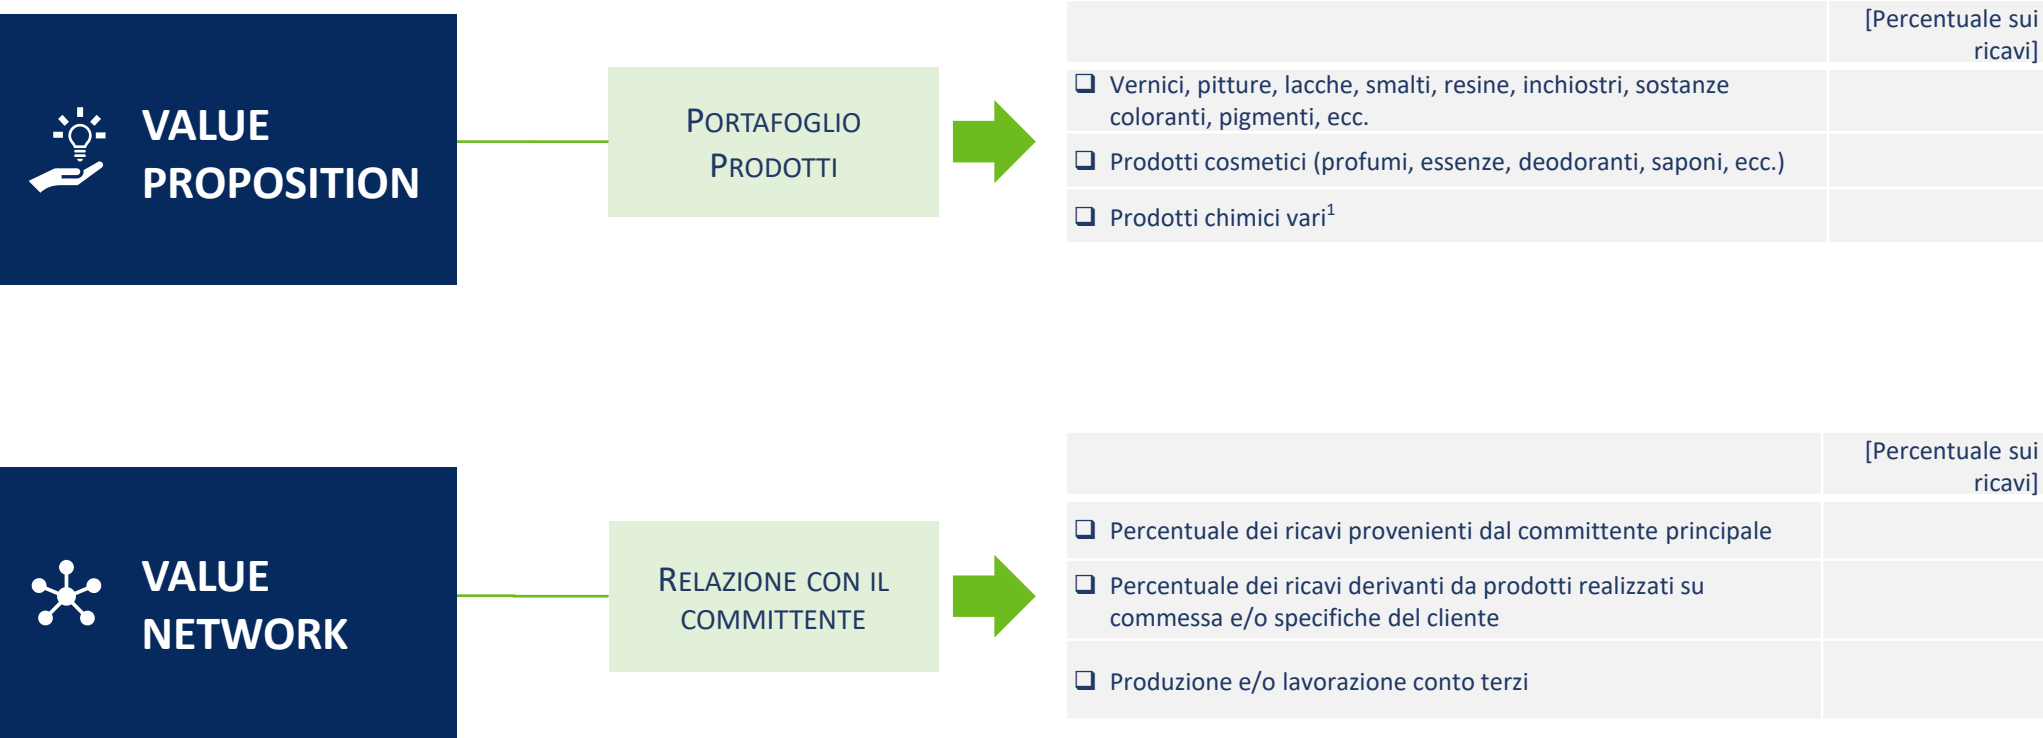 VALUE
PROPOSITION
PORTAFOGLIO
PRODOTTI
[Percentuale sui
ricavi]
❑ Vernici, pitture, lacche, smalti, resine, inchiostri, sostanze
coloranti, pigmenti, ecc.
❑ Prodotti cosmetici (profumi, essenze, deodoranti, saponi, ecc.)
❑ Prodotti chimici vari¹
VALUE
NETWORK
RELAZIONE CON IL
COMMITTENTE
[Percentuale sui
ricavi]
❑ Percentuale dei ricavi provenienti dal committente principale
❑ Percentuale dei ricavi derivanti da prodotti realizzati su
commessa e/o specifiche del cliente
❑ Produzione e/o lavorazione conto terzi